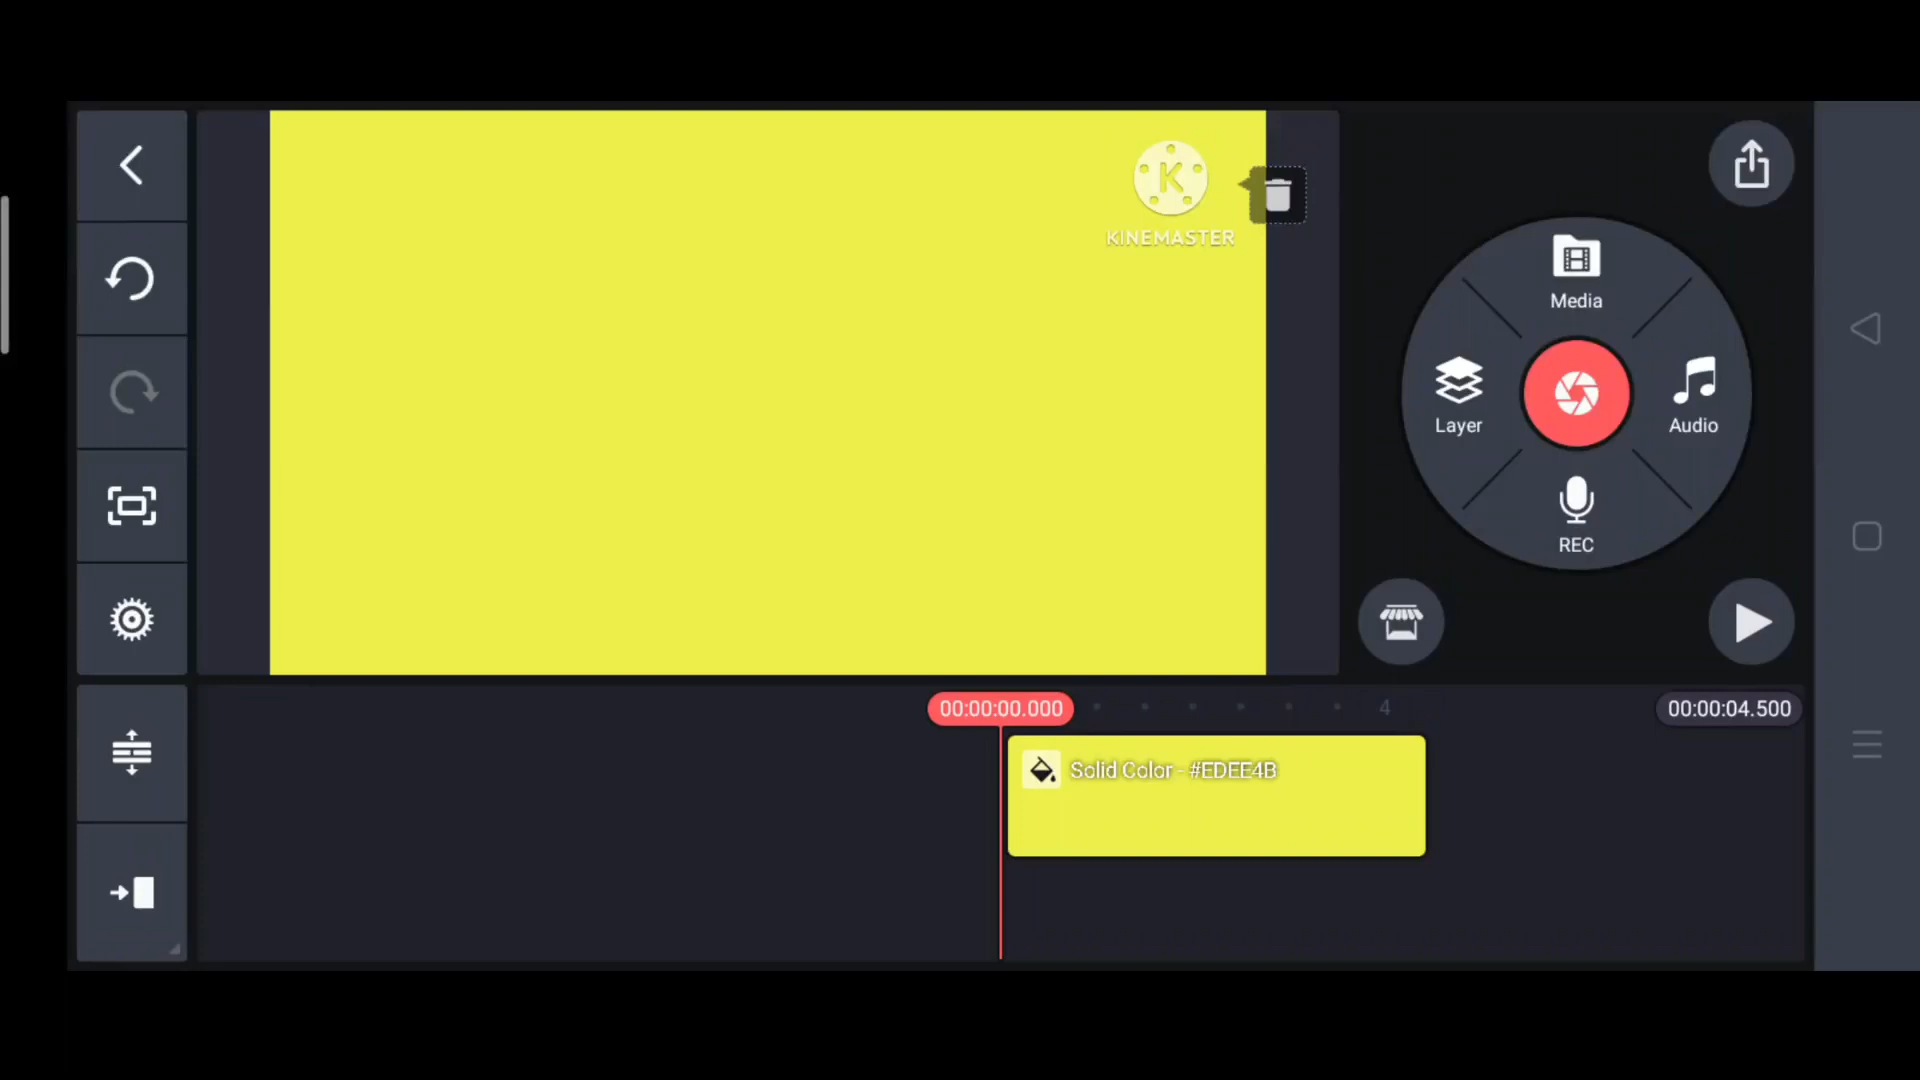 K
KINEMASTER
Media
Layer
Audio
REC
00:00:00.000
4
00:00:04.500
Solid Color - #EDEE4B